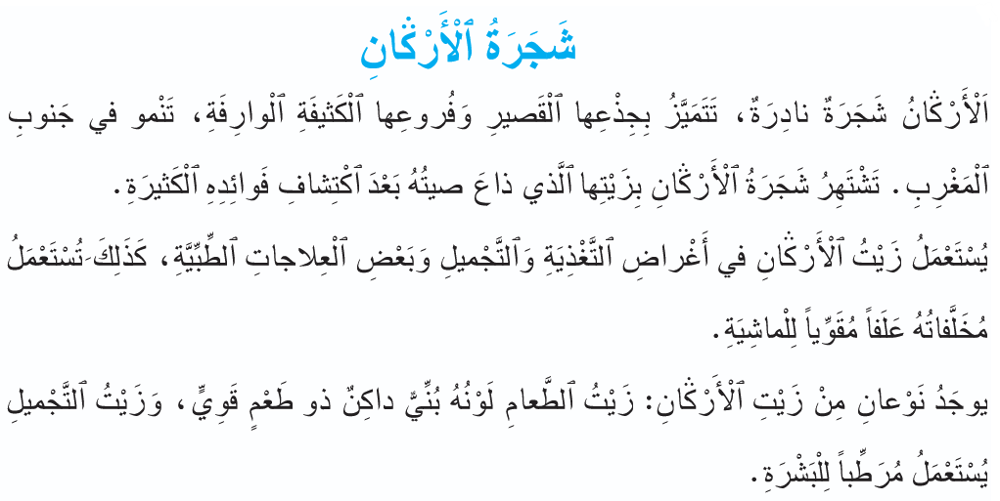 شَجَرَةُ ٱلْأَرْݣَانِ
اَلْأَرْݣَانُ شَجَرَةٌ نادِرَةٌ، تَتَمَيَّزُ بِجِذْعِها ٱلْقَصيرِ وَفُروعِها ٱلْكَثيفَةِ ٱلْوارِفَةِ، تَنْمو في جَنوبِ
ٱلْمَغْرِبِ. تَشْتَهِرُ شَجَرَةُ ٱلْأَرْݣَانِ بِزَيْتِها ٱلَّذي ذاعَ صيتُهُ بَعْدَ ٱكْتِشافِ فَوائِدِهِ ٱلْكَثيرَةِ.
يُسْتَعْمَلُ زَيْتُ ٱلْأَرْݣَانِ في أَغْراضِ ٱلتَّغْذِيَةِ وَٱلتَّجْميلِ وَبَعْضِ ٱلْعِلاجاتِ ٱلطِّبِّيَّةِ، كَذَلِكَ تُسْتَعْمَلُ
مُخَلَّفاتُهُ عَلَفاً مُقَوِّياً لِلْماشِيَةِ.
يوجَدُ نَوْعانِ مِنْ زَيْتِ ٱلْأَرْݣَانِ: زَيْتُ ٱلطَّعامِ لَوْنُهُ بُنِّيٌّ داكِنٌ ذو طَعْمٍ قَوِيٍّ، وَزَيْتُ ٱلتَّجْميلِ
يُسْتَعْمَلُ مُرَطِّباً لِلْبَشْرَةِ.